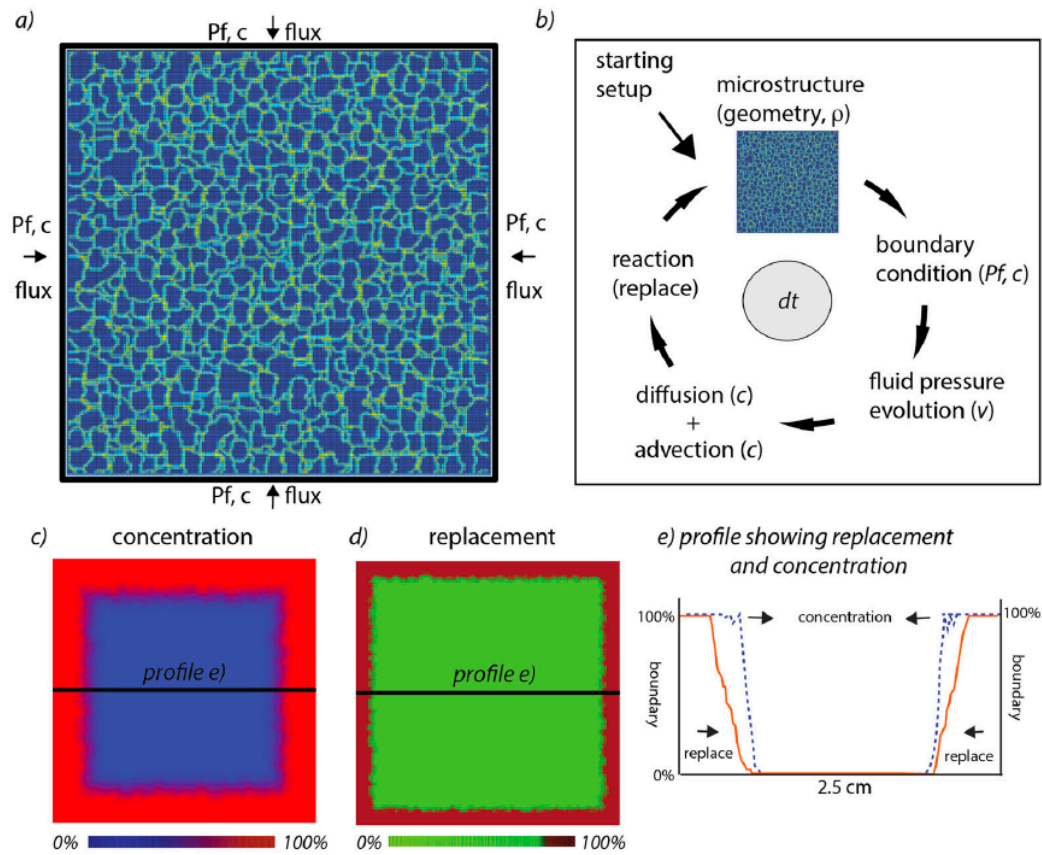 a)
Pf, c flux
Pf, c
flux
Pf, c
flux
Pf, c flux
b)
starting
setup
microstructure
(geometry, ρ)
boundary
condition (Pf, c)
fluid pressure
evolution (v)
diffusion (c)
+
advection (c)
reaction
(replace)
dt
c) concentration
profile e)
0% 100%
d) replacement
profile e)
0% 100%
e) profile showing replacement
and concentration
100%
100%
concentration
boundary
boundary
replace
replace
0%
2.5 cm